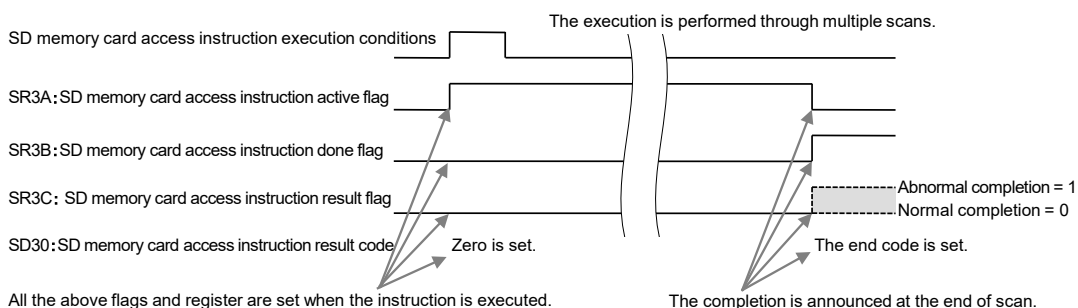 The execution is performed through multiple scans.
SD memory card access instruction execution conditions
SR3A:SD memory card access instruction active flag
SR3B:SD memory card access instruction done flag
SR3C: SD memory card access instruction result flag
Abnormal completion = 1
Normal completion = 0
SD30:SD memory card access instruction result code
Zero is set.
The end code is set.
All the above flags and register are set when the instruction is executed.
The completion is announced at the end of scan.